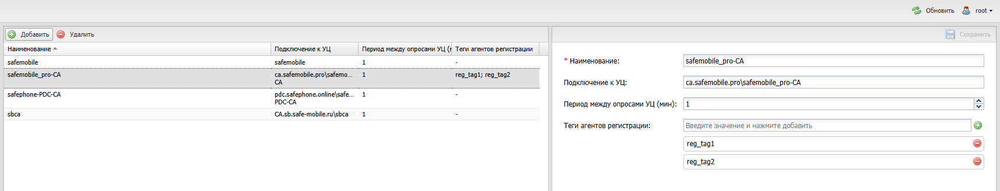 Обновить root
Добавить Удалить Сохранить
Наименование Подключение к УЦ Период между опросами УЦ (м Теги агентов регистрации
safemobile safemobile 1 -
safemobile_pro-CA ca.safemobile.pro\safemo... 1 reg_tag1; reg_tag2
CA
safephone-PDC-CA pdc.safephone.online\safe... 1 -
PDC-CA
sbca CA.sb.safe-mobile.ru\sbca 1 -
* Наименование: safemobile_pro-CA
Подключение к УЦ: ca.safemobile.pro\safemobile_pro-CA
Период между опросами УЦ (мин): 1
Теги агентов регистрации: Введите значение и нажмите добавить
reg_tag1
reg_tag2